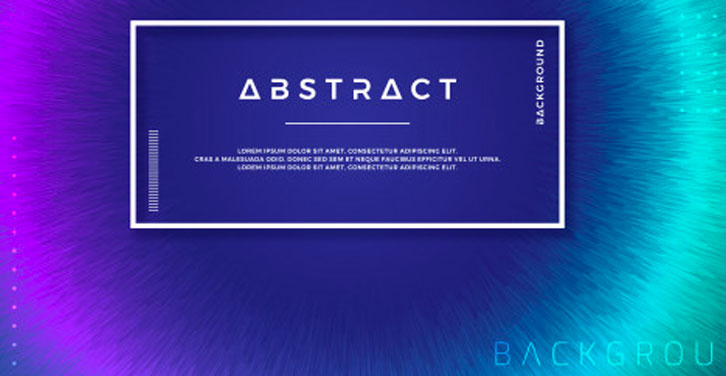 ABSTRACT
BACKGROUND
LOREM IPSUM DOLOR SIT AMET, CONSECTETUR ADIPISCING ELIT.
CRAS A MALESUADA ODIO. DONEC SED SEM ET NEQUE FAUCIBUS EFFICITUR VEL UT URNA.
LOREM IPSUM DOLOR SIT AMET, CONSECTETUR ADIPISCING ELIT.
BACKGROU